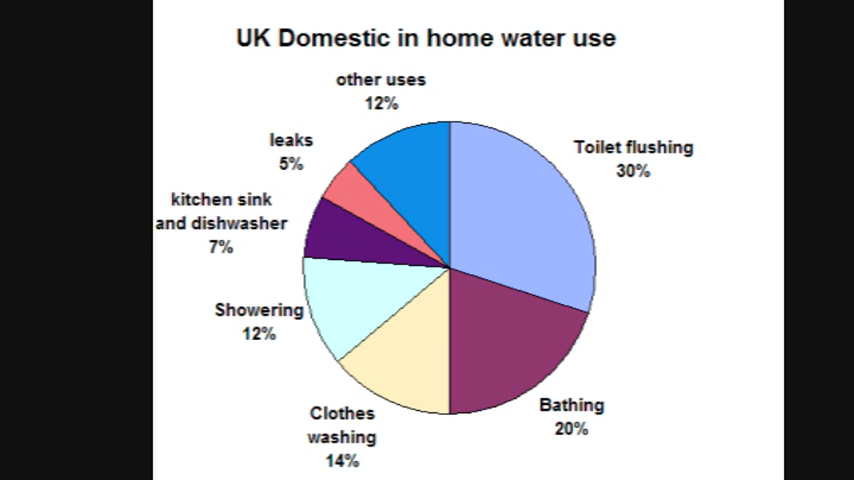 UK Domestic in home water use
other uses
12%
Toilet flushing
30%
leaks
5%
kitchen sink
and dishwasher
7%
Showering
12%
Bathing
20%
Clothes
washing
14%